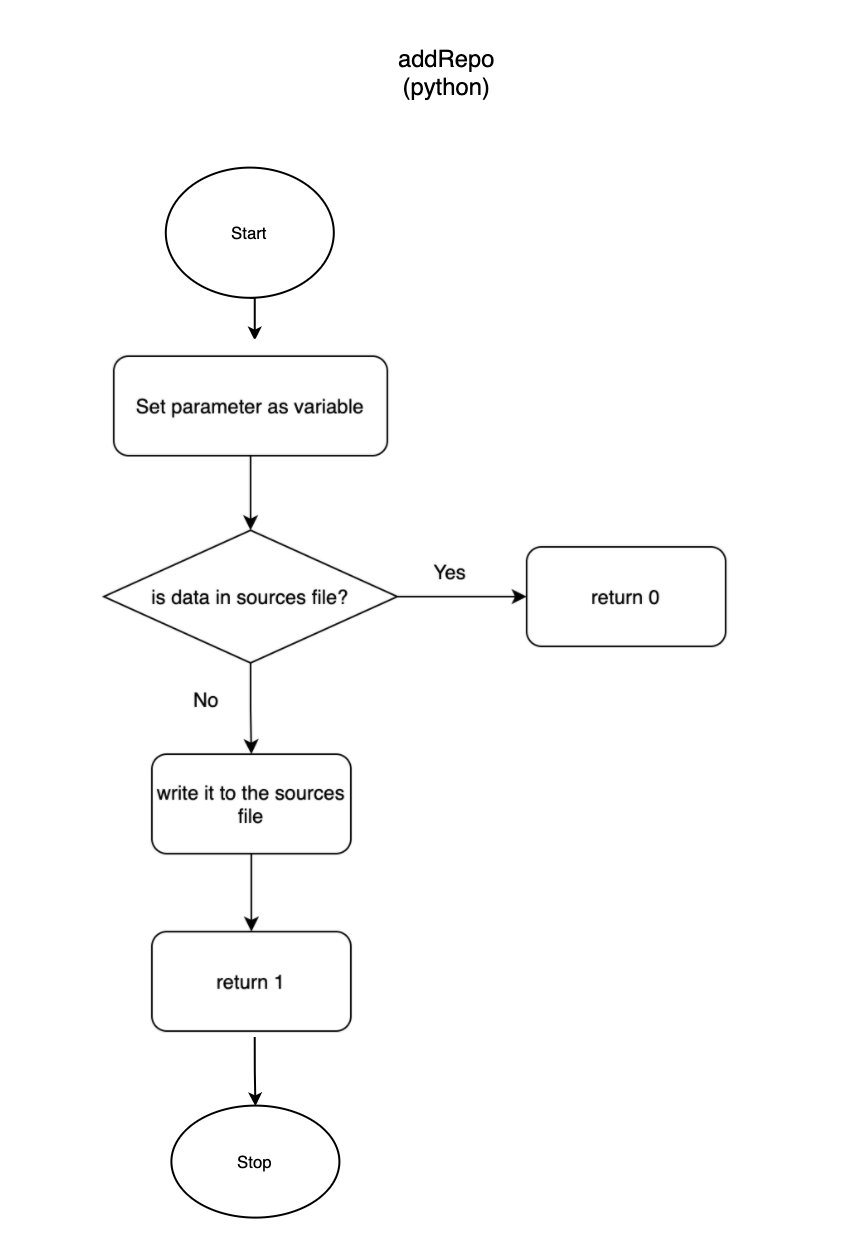 addRepo
(python)
Start
Set parameter as variable
is data in sources file?
Yes
return 0
No
write it to the sources
file
return 1
Stop